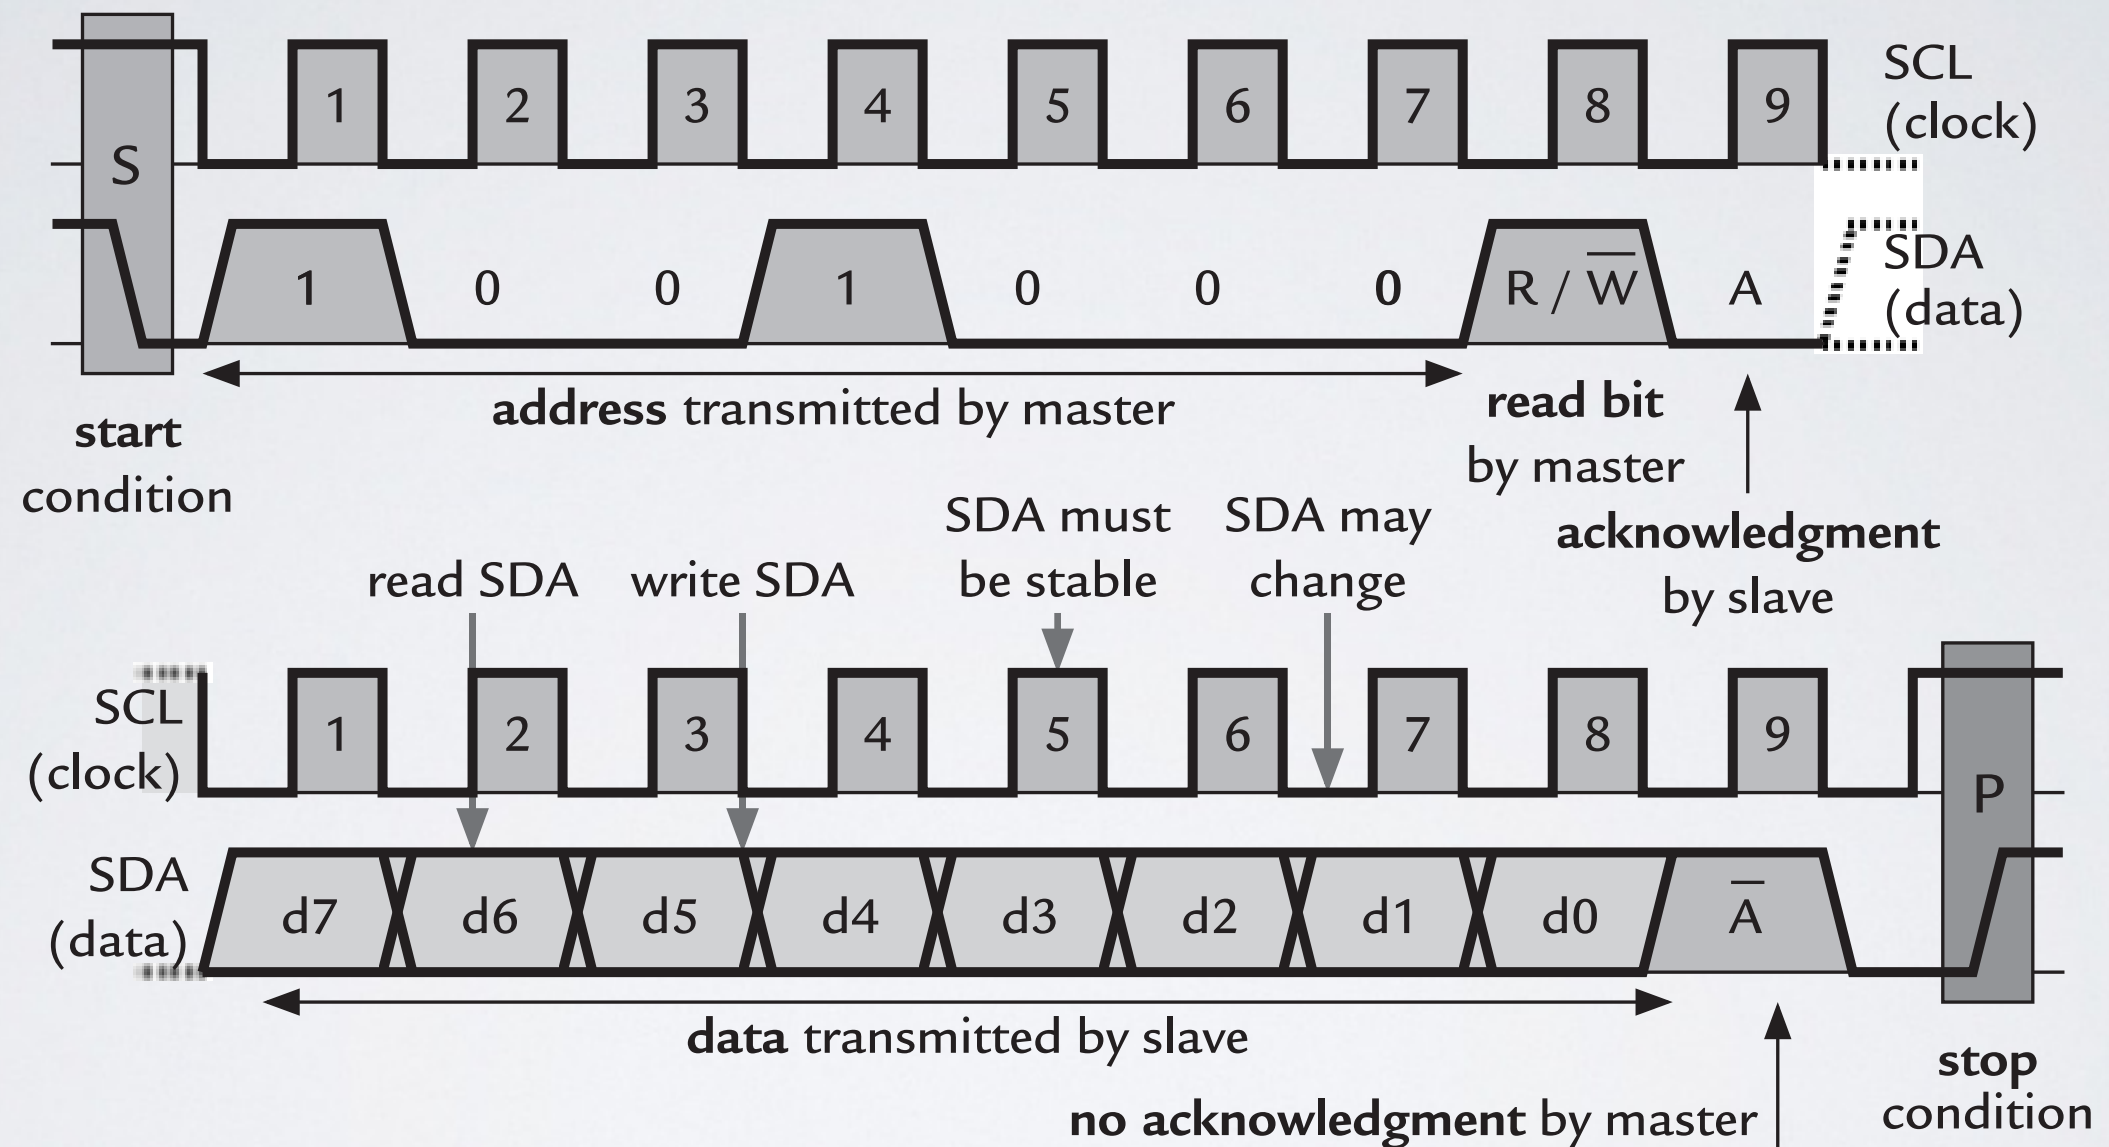 1 2 3 4 5 6 7 8 9
SCL
(clock)
S
1 0 0 1 0 0 0 R / W̅ A
SDA
(data)
address transmitted by master
start
condition
read bit
by master
acknowledgment
by slave
read SDA
write SDA
SDA must
be stable
SDA may
change
SCL
(clock)
1 2 3 4 5 6 7 8 9
P
SDA
(data)
d7 d6 d5 d4 d3 d2 d1 d0 A̅
data transmitted by slave
no acknowledgment by master
stop
condition